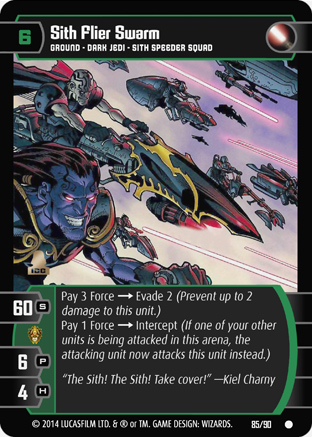 6 Sith Flier Swarm
GROUND - DARK JEDI - SITH SPEEDER SQUAD
60 S
6 P
4 H
Pay 3 Force → Evade 2 (Prevent up to 2
damage to this unit.)
Pay 1 Force → Intercept (If one of your other
units is being attacked in this arena, the
attacking unit now attacks this unit instead.)
“The Sith! The Sith! Take cover!” —Kiel Charny
© 2014 LUCASFILM LTD. & ® or TM. GAME DESIGN: WIZARDS. 85/90